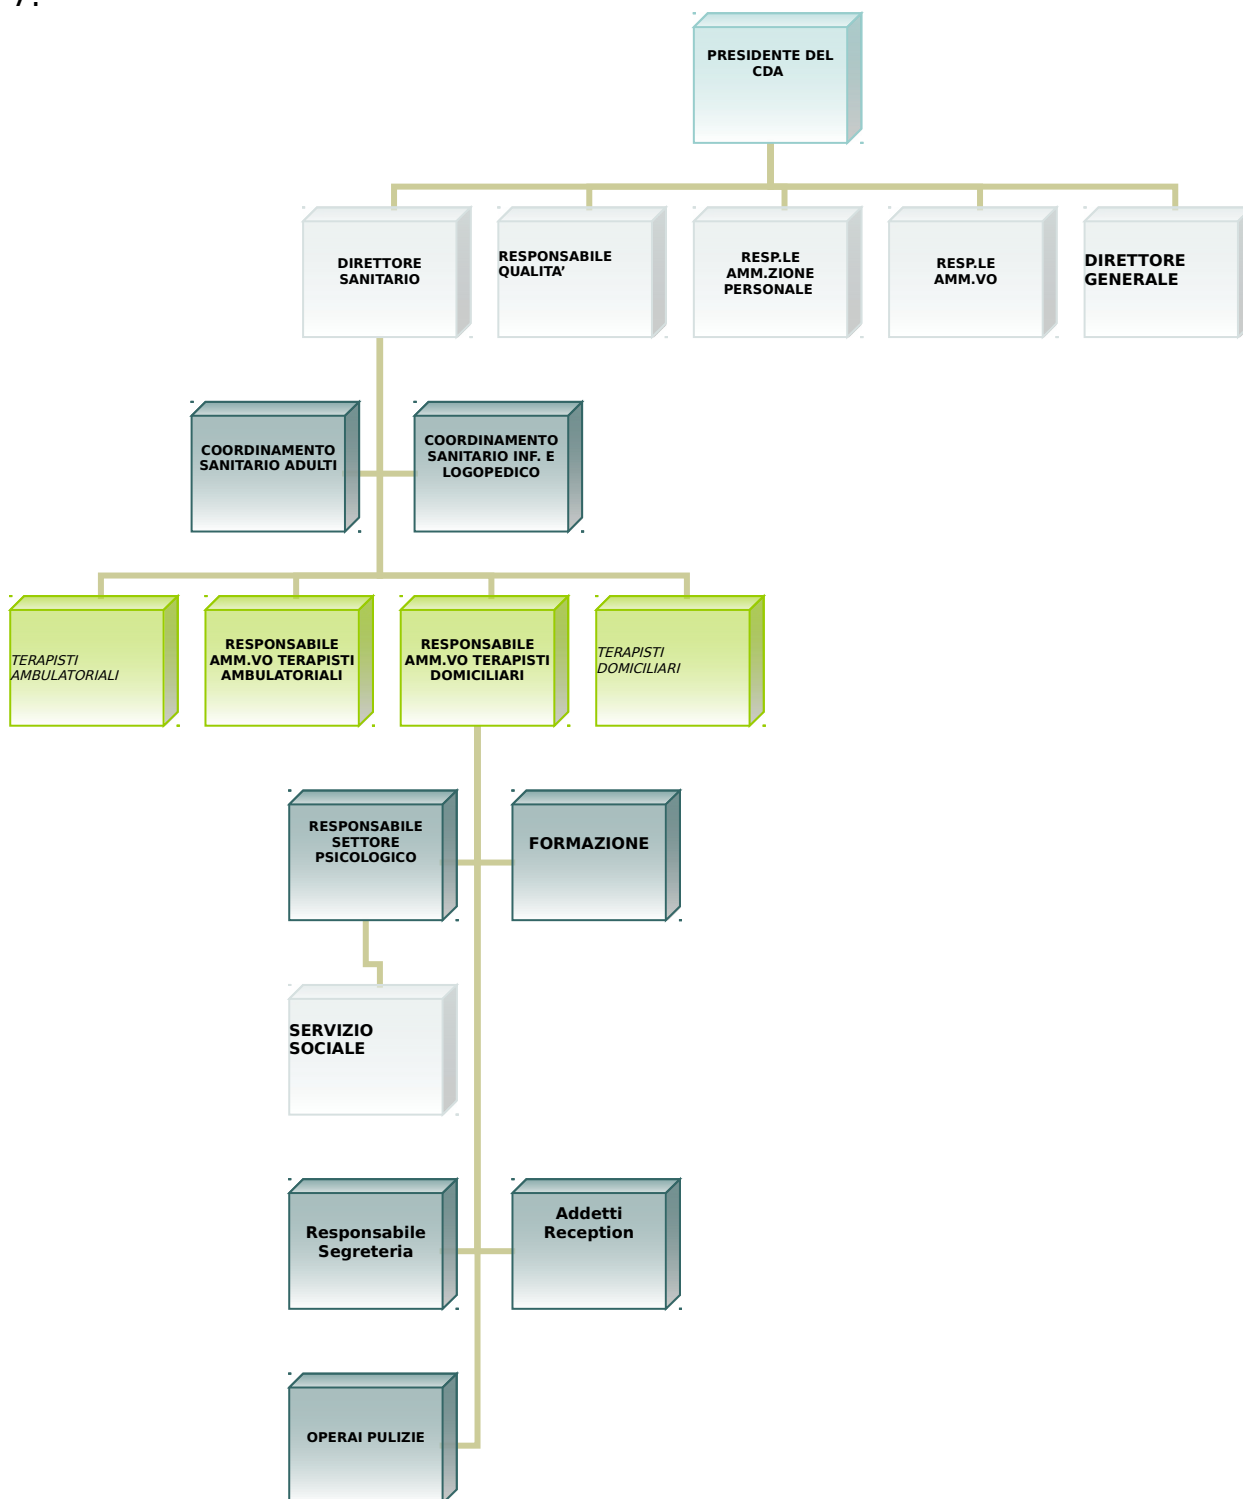 PRESIDENTE DEL
CDA
DIRETTORE
SANITARIO
RESPONSABILE
QUALITA’
RESP.LE
AMM.ZIONE
PERSONALE
RESP.LE
AMM.VO
DIRETTORE
GENERALE
COORDINAMENTO
SANITARIO ADULTI
COORDINAMENTO
SANITARIO INF. E
LOGOPEDICO
TERAPISTI
AMBULATORIALI
RESPONSABILE
AMM.VO TERAPISTI
AMBULATORIALI
RESPONSABILE
AMM.VO TERAPISTI
DOMICILIARI
TERAPISTI
DOMICILIARI
RESPONSABILE
SETTORE
PSICOLOGICO
FORMAZIONE
SERVIZIO
SOCIALE
Responsabile
Segreteria
Addetti
Reception
OPERAI PULIZIE